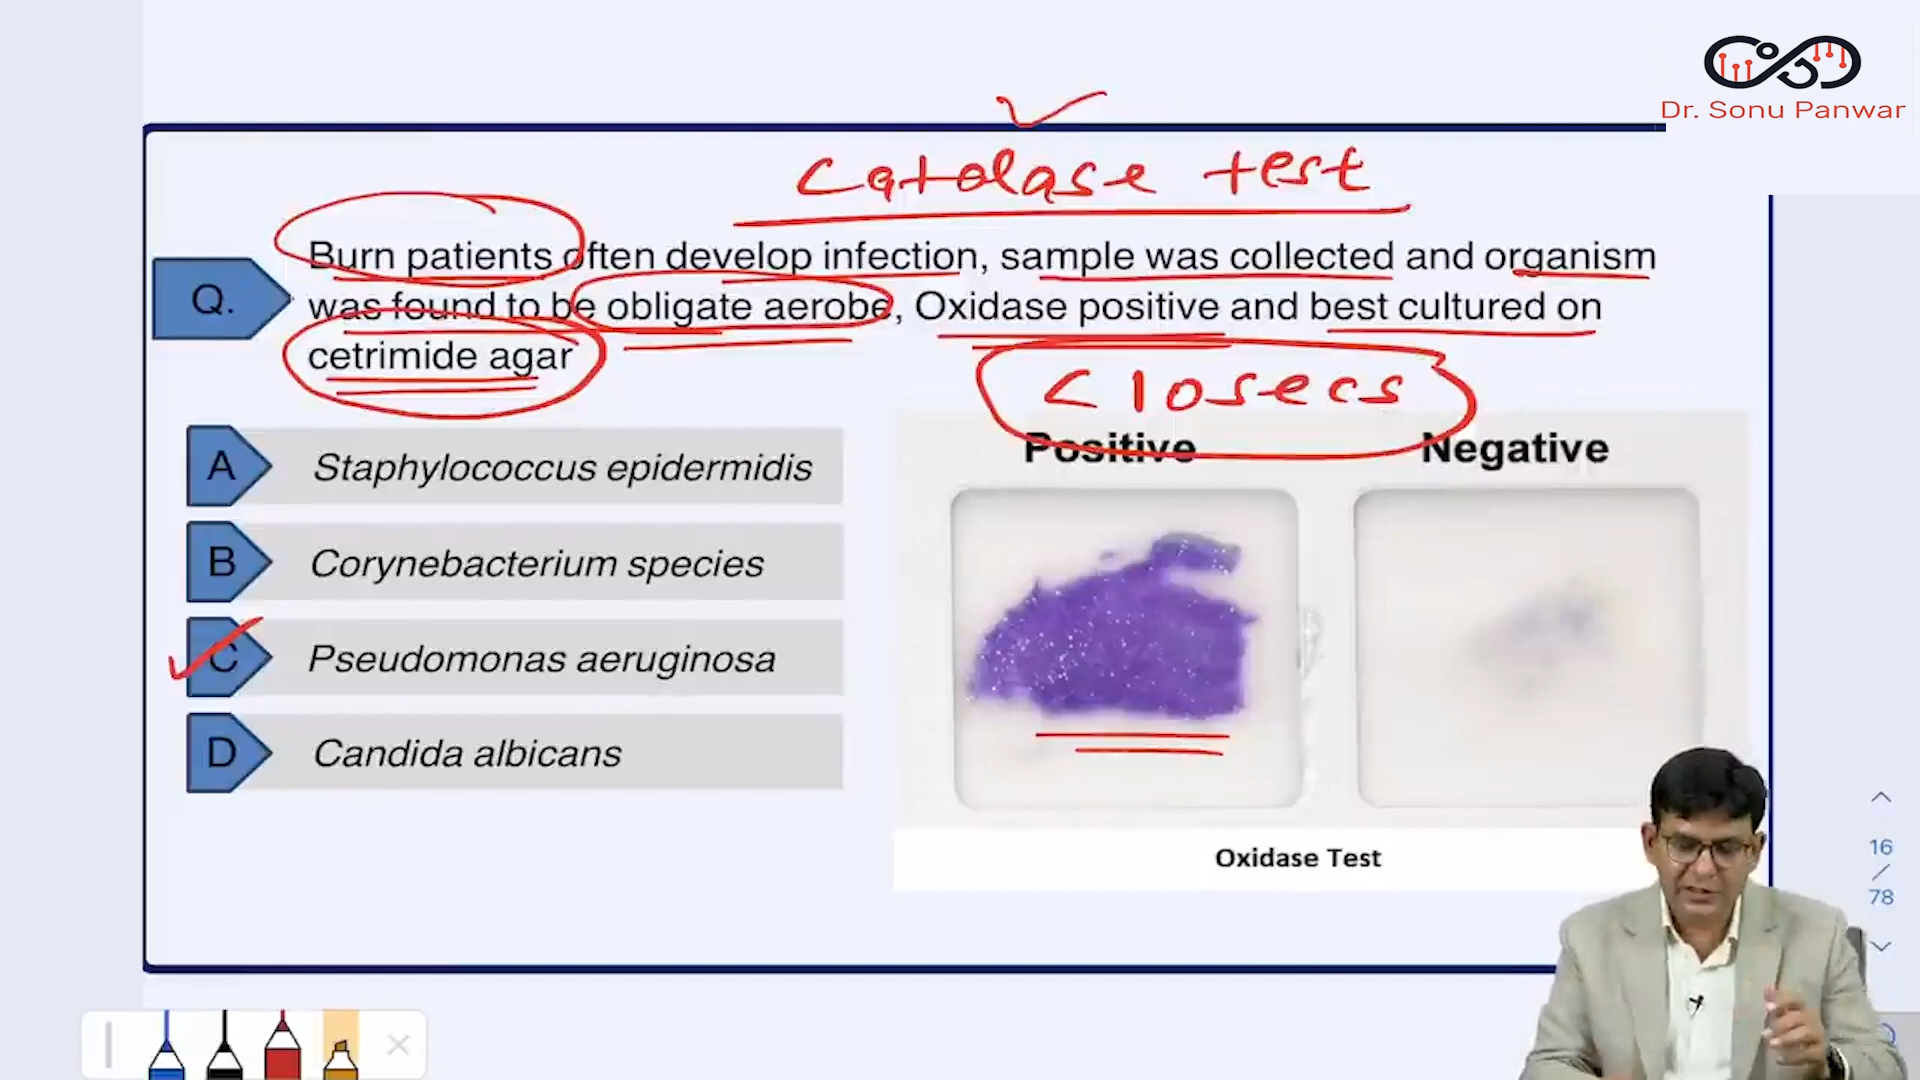 Dr. Sonu Panwar
Catalase test
Q.
Burn patients often develop infection, sample was collected and organism
was found to be obligate aerobe, Oxidase positive and best cultured on
cetrimide agar
< 10secs
Positive
Negative
A
Staphylococcus epidermidis
B
Corynebacterium species
C
Pseudomonas aeruginosa
D
Candida albicans
Oxidase Test
16
/
78